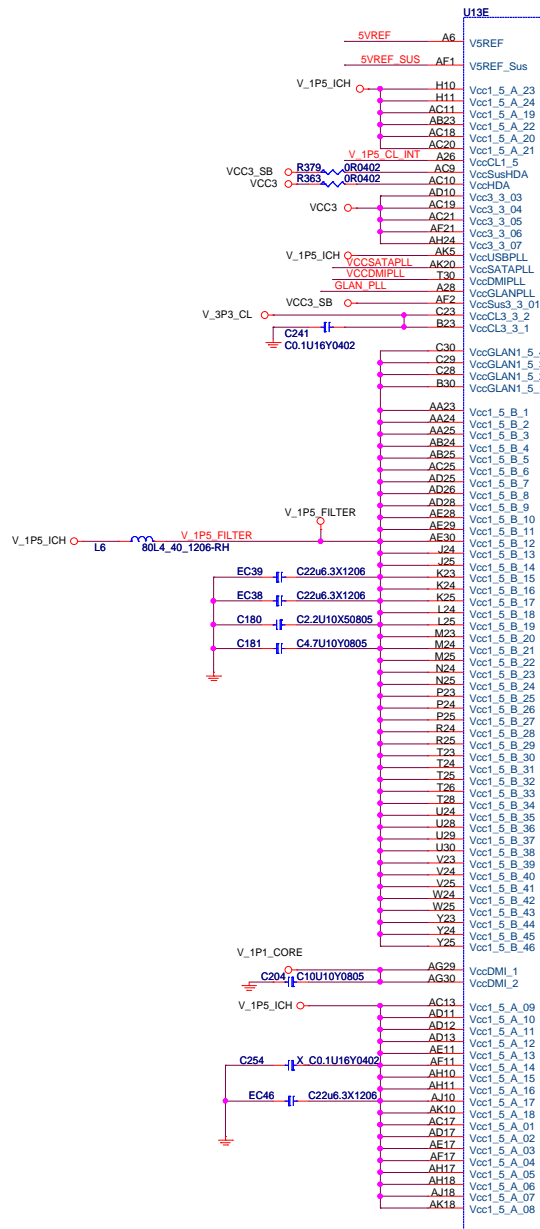 U13E
5VREF A6 V5REF
5VREF_SUS AF1 V5REF_Sus
V_1P5_ICH H10 Vcc1_5_A_23
H11 Vcc1_5_A_24
AC11 Vcc1_5_A_19
AB23 Vcc1_5_A_22
AC18 Vcc1_5_A_20
AC20 Vcc1_5_A_21
V_1P5_CL_INT A26 VccCL1_5
VCC3_SB R379 0R0402 AC9 VccSusHDA
VCC3 R363 0R0402 AC10 VccHDA
AD10 Vcc3_3_03
VCC3 AC19 Vcc3_3_04
AC21 Vcc3_3_05
AF21 Vcc3_3_06
AH24 Vcc3_3_07
V_1P5_ICH AK5 VccUSBPLL
VCCSATAPLL AK20 VccSATAPLL
VCCDMIPLL T30 VccDMIPLL
GLAN_PLL A28 VccGLANPLL
VCC3_SB AF2 VccSus3_3_01
V_3P3_CL C23 VccCL3_3_2
B23 VccCL3_3_1
C241
C0.1U16Y0402
C30 VccGLAN1_5_
C29 VccGLAN1_5_
C28 VccGLAN1_5_
B30 VccGLAN1_5_
AA23 Vcc1_5_B_1
AA24 Vcc1_5_B_2
AA25 Vcc1_5_B_3
AB24 Vcc1_5_B_4
AB25 Vcc1_5_B_5
AC25 Vcc1_5_B_6
AD25 Vcc1_5_B_7
AD26 Vcc1_5_B_8
AD28 Vcc1_5_B_9
V_1P5_FILTER AE28 Vcc1_5_B_10
AE29 Vcc1_5_B_11
V_1P5_ICH L6 80L4_40_1206-RH V_1P5_FILTER AE30 Vcc1_5_B_12
J24 Vcc1_5_B_13
J25 Vcc1_5_B_14
EC39 C22u6.3X1206 K23 Vcc1_5_B_15
K24 Vcc1_5_B_16
EC38 C22u6.3X1206 K25 Vcc1_5_B_17
L24 Vcc1_5_B_18
C180 C2.2U10X50805 L25 Vcc1_5_B_19
M23 Vcc1_5_B_20
C181 C4.7U10Y0805 M24 Vcc1_5_B_21
M25 Vcc1_5_B_22
N24 Vcc1_5_B_23
N25 Vcc1_5_B_24
P23 Vcc1_5_B_25
P24 Vcc1_5_B_26
P25 Vcc1_5_B_27
R24 Vcc1_5_B_28
R25 Vcc1_5_B_29
T23 Vcc1_5_B_30
T24 Vcc1_5_B_31
T25 Vcc1_5_B_32
T26 Vcc1_5_B_33
T28 Vcc1_5_B_34
U24 Vcc1_5_B_35
U28 Vcc1_5_B_36
U29 Vcc1_5_B_37
U30 Vcc1_5_B_38
V23 Vcc1_5_B_39
V24 Vcc1_5_B_40
V25 Vcc1_5_B_41
W24 Vcc1_5_B_42
W25 Vcc1_5_B_43
Y23 Vcc1_5_B_44
Y24 Vcc1_5_B_45
Y25 Vcc1_5_B_46
V_1P1_CORE AG29 VccDMI_1
C204 C10U10Y0805 AG30 VccDMI_2
V_1P5_ICH AC13 Vcc1_5_A_09
AD11 Vcc1_5_A_10
AD12 Vcc1_5_A_11
AD13 Vcc1_5_A_12
AE11 Vcc1_5_A_13
C254 X_C0.1U16Y0402 AF11 Vcc1_5_A_14
AH10 Vcc1_5_A_15
AH11 Vcc1_5_A_16
EC46 C22u6.3X1206 AJ10 Vcc1_5_A_17
AK10 Vcc1_5_A_18
AC17 Vcc1_5_A_01
AD17 Vcc1_5_A_02
AE17 Vcc1_5_A_03
AF17 Vcc1_5_A_04
AH17 Vcc1_5_A_05
AH18 Vcc1_5_A_06
AJ18 Vcc1_5_A_07
AK18 Vcc1_5_A_08